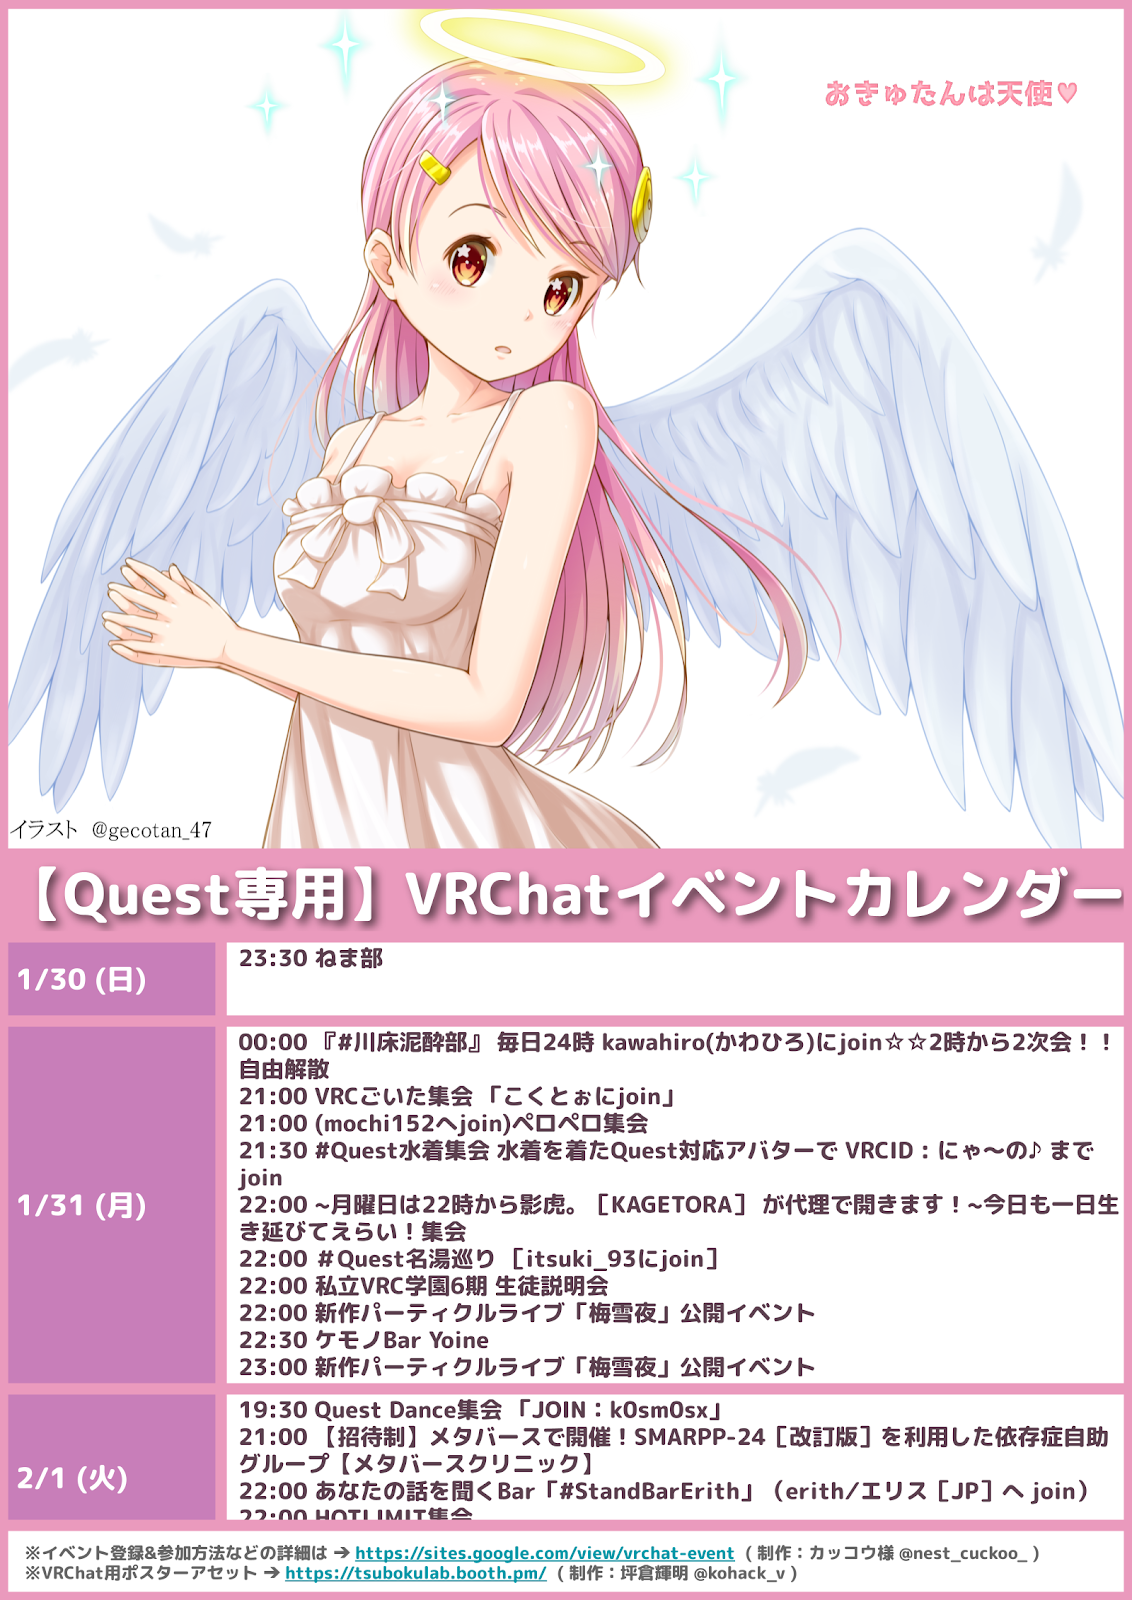 おきゅたんは天使♥
イラスト @gecotan_47
【Quest専用】VRChatイベントカレンダー
1/30 (日)
23:30 ねま部
1/31 (月)
00:00 『#川床泥酔部』 毎日24時 kawahiro(かわひろ)にjoin☆☆2時から2次会！！
自由解散
21:00 VRCごいた集会 「こくとぉにjoin」
21:00 (mochi152へjoin)ペロペロ集会
21:30 #Quest水着集会 水着を着たQuest対応アバターで VRCID：にゃ～の♪ まで
join
22:00 ~月曜日は22時から影虎。［KAGETORA］ が代理で開きます！~今日も一日生
き延びてえらい！集会
22:00 ＃Quest名湯巡り ［itsuki_93にjoin］
22:00 私立VRC学園6期 生徒説明会
22:00 新作パーティクルライブ「梅雪夜」公開イベント
22:30 ケモノBar Yoine
23:00 新作パーティクルライブ「梅雪夜」公開イベント
2/1 (火)
19:30 Quest Dance集会 「JOIN：k0sm0sx」
21:00 【招待制】メタバースで開催！SMARPP-24［改訂版］を利用した依存症自助
グループ【メタバースクリニック】
22:00 あなたの話を聞くBar「#StandBarErith」（erith/エリス［JP］へ join）
22:00 HOTLIMIT集会
※イベント登録&参加方法などの詳細は ➔ https://sites.google.com/view/vrchat-event ( 制作：カッコウ様 @nest_cuckoo_ )
※VRChat用ポスターアセット ➔ https://tsubokulab.booth.pm/ ( 制作：坪倉輝明 @kohack_v )